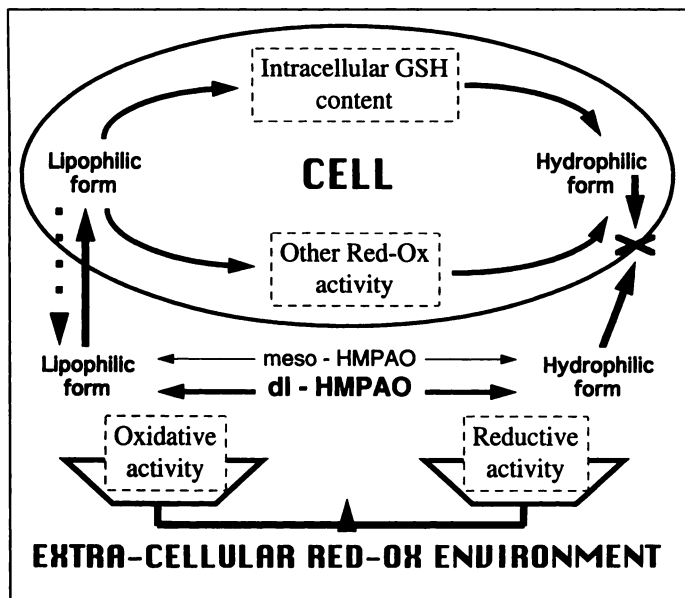 Intracellular GSH
content
Lipophilic
form
CELL
Hydrophilic
form
Other Red-Ox
activity
Lipophilic
form
meso - HMPAO
dl - HMPAO
Hydrophilic
form
Oxidative
activity
Reductive
activity
EXTRA-CELLULAR RED-OX ENVIRONMENT